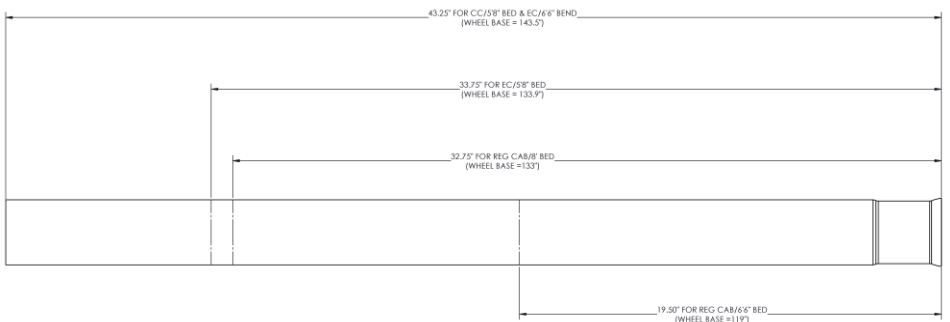 43.25" FOR CC/5'8" BED & EC/6'6" BEND
(WHEEL BASE = 143.5")
33.75" FOR EC/5'8" BED
(WHEEL BASE = 133.9")
32.75" FOR REG CAB/8' BED
(WHEEL BASE =133")
19.50" FOR REG CAB/6'6" BED
(WHEEL BASE =119")